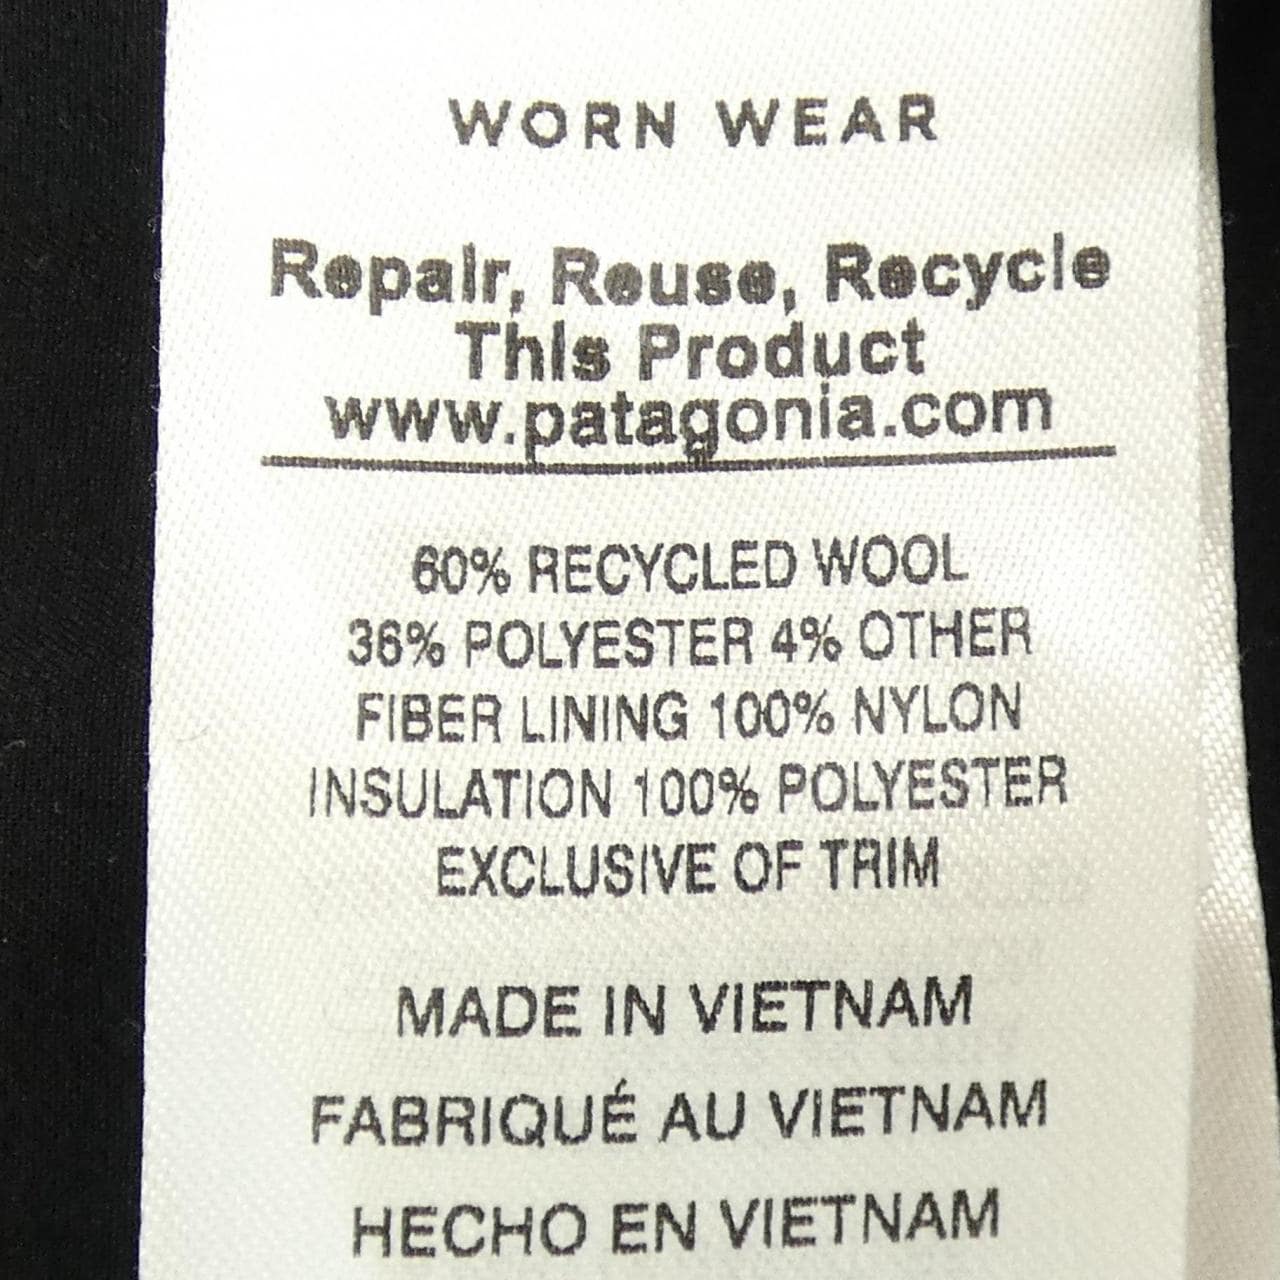 WORN WEAR
Repair, Reuse, Recycle
This Product
www.patagonia.com
60% RECYCLED WOOL
36% POLYESTER 4% OTHER
FIBER LINING 100% NYLON
INSULATION 100% POLYESTER
EXCLUSIVE OF TRIM
MADE IN VIETNAM
FABRIQUÉ AU VIETNAM
HECHO EN VIETNAM